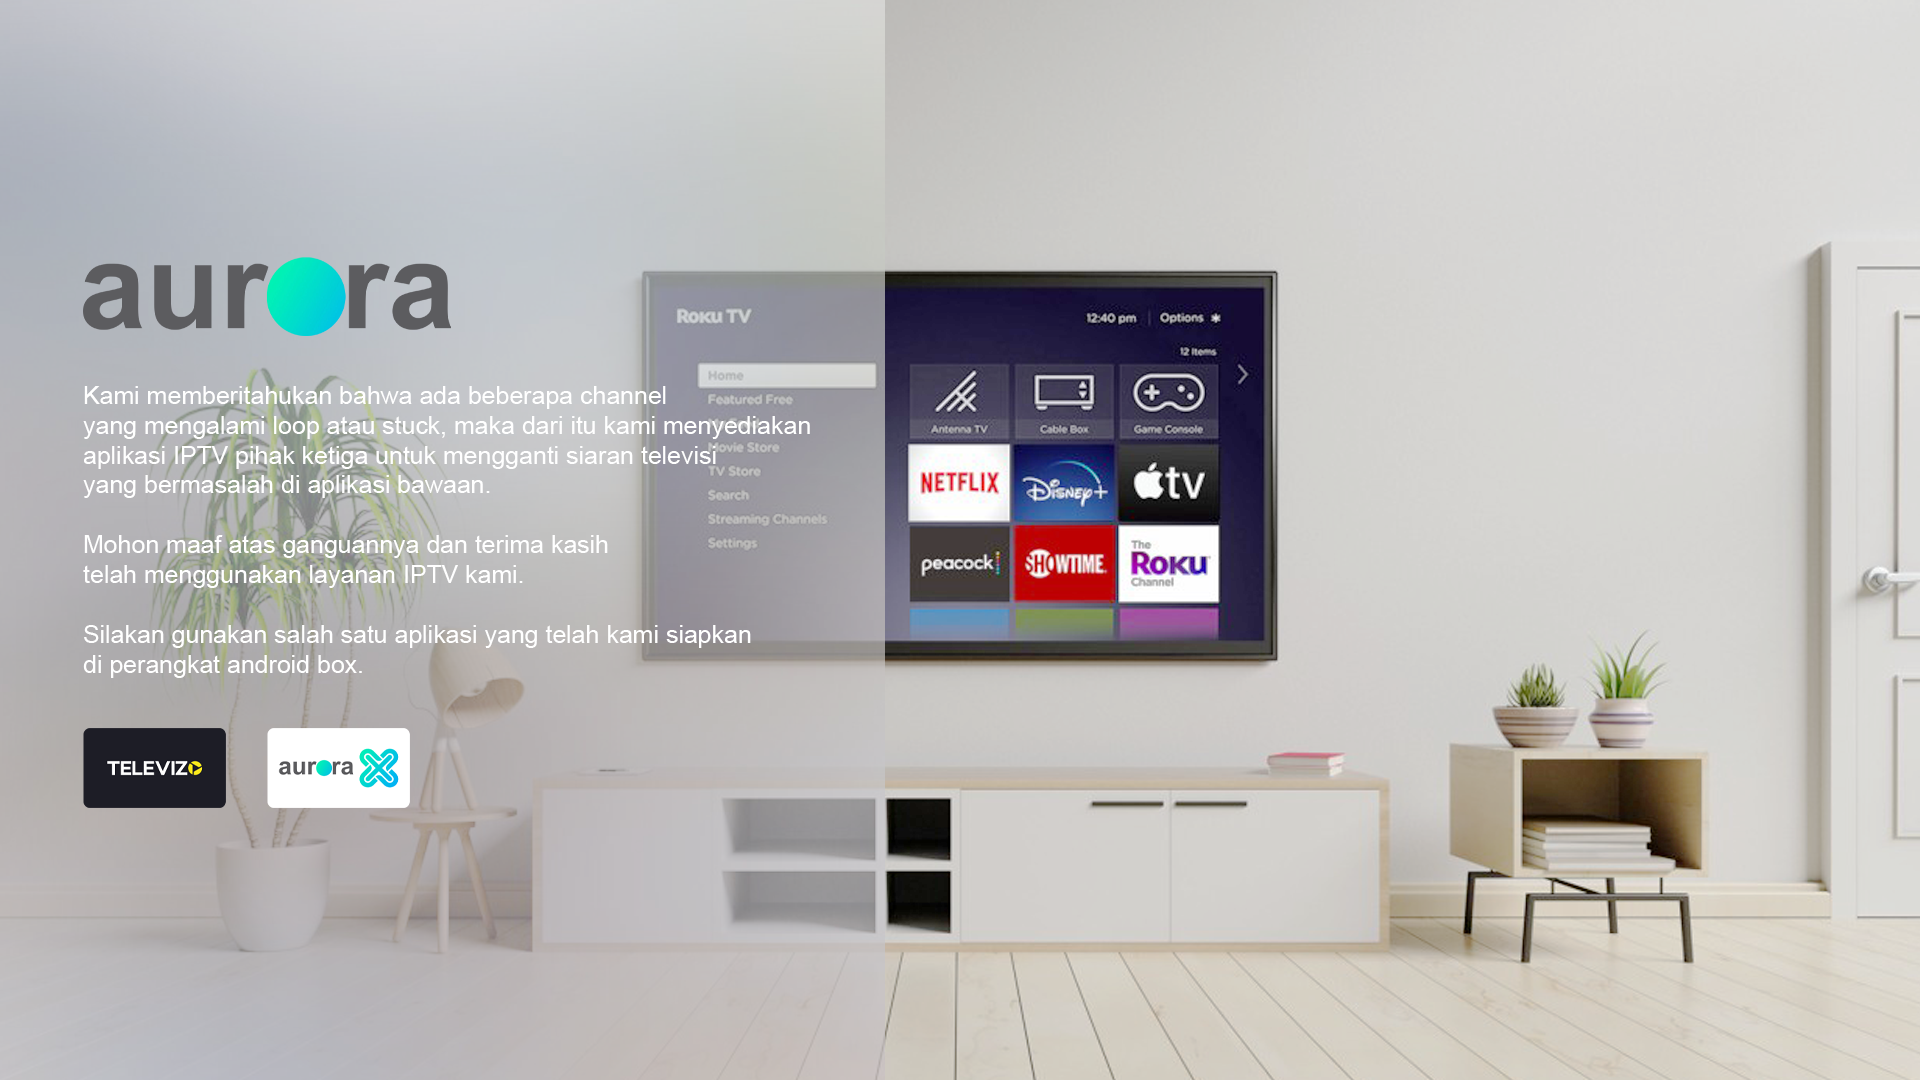 aurora
Kami memberitahukan bahwa ada beberapa channel
yang mengalami loop atau stuck, maka dari itu kami menyediakan
aplikasi IPTV pihak ketiga untuk mengganti siaran televisi
yang bermasalah di aplikasi bawaan.
Mohon maaf atas ganguannya dan terima kasih
telah menggunakan layanan IPTV kami.
Silakan gunakan salah satu aplikasi yang telah kami siapkan
di perangkat android box.
TELEVIZO
aurora X
Roku TV
12:40 pm
Options
12 Items
Home
Featured Free
Movie Store
TV Store
Search
Streaming Channels
Settings
Antenna TV
Cable Box
Game Console
NETFLIX
Disney+
tv
peacock
SHOWTIME
The
Roku
Channel